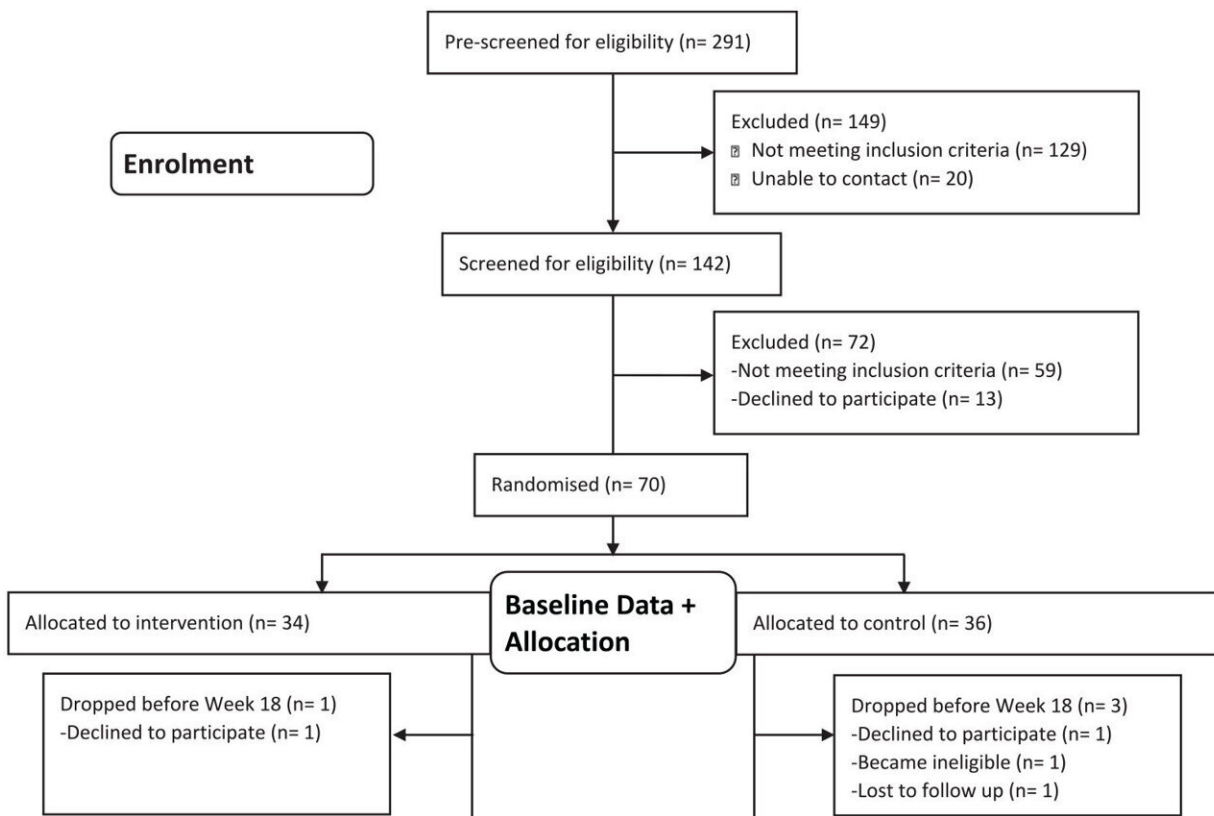 Pre-screened for eligibility (n= 291)
Excluded (n= 149)
Not meeting inclusion criteria (n= 129)
Unable to contact (n= 20)
Enrolment
Screened for eligibility (n= 142)
Excluded (n= 72)
-Not meeting inclusion criteria (n= 59)
-Declined to participate (n= 13)
Randomised (n= 70)
Baseline Data +
Allocation
Allocated to intervention (n= 34)
Allocated to control (n= 36)
Dropped before Week 18 (n= 1)
-Declined to participate (n= 1)
Dropped before Week 18 (n= 3)
-Declined to participate (n= 1)
-Became ineligible (n= 1)
-Lost to follow up (n= 1)